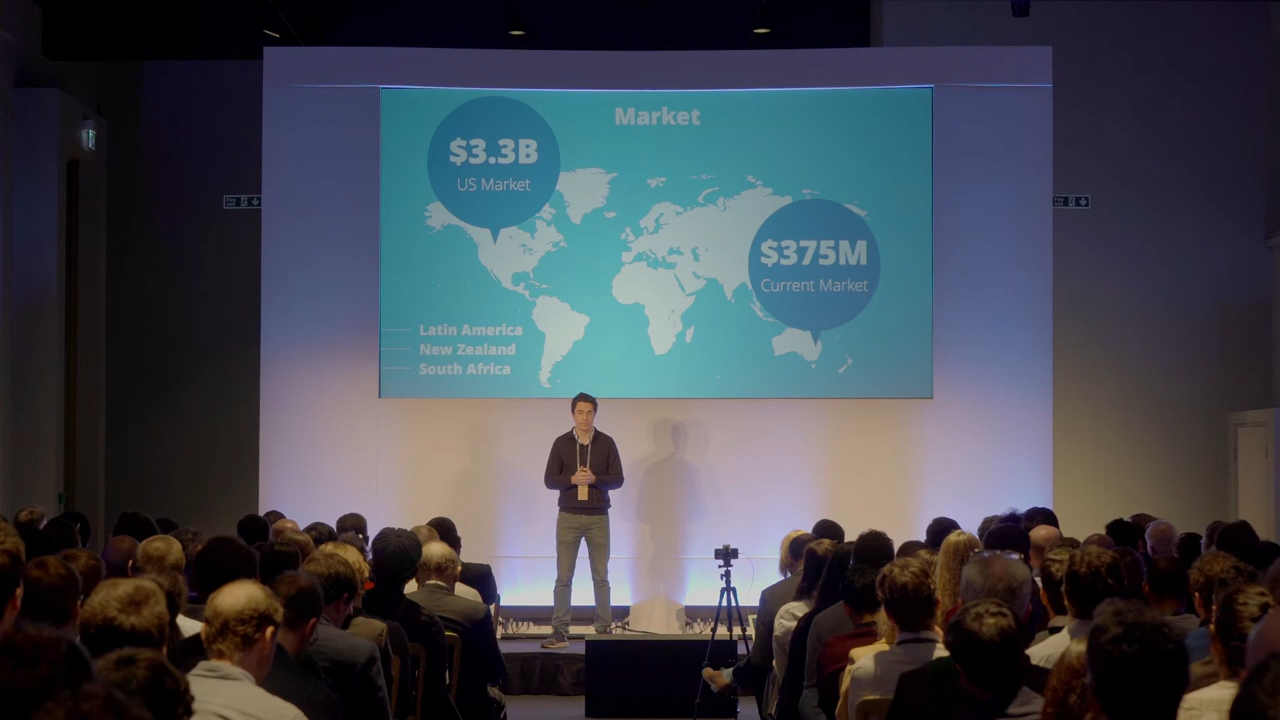 Market
$3.3B
US Market
$375M
Current Market
Latin America
New Zealand
South Africa